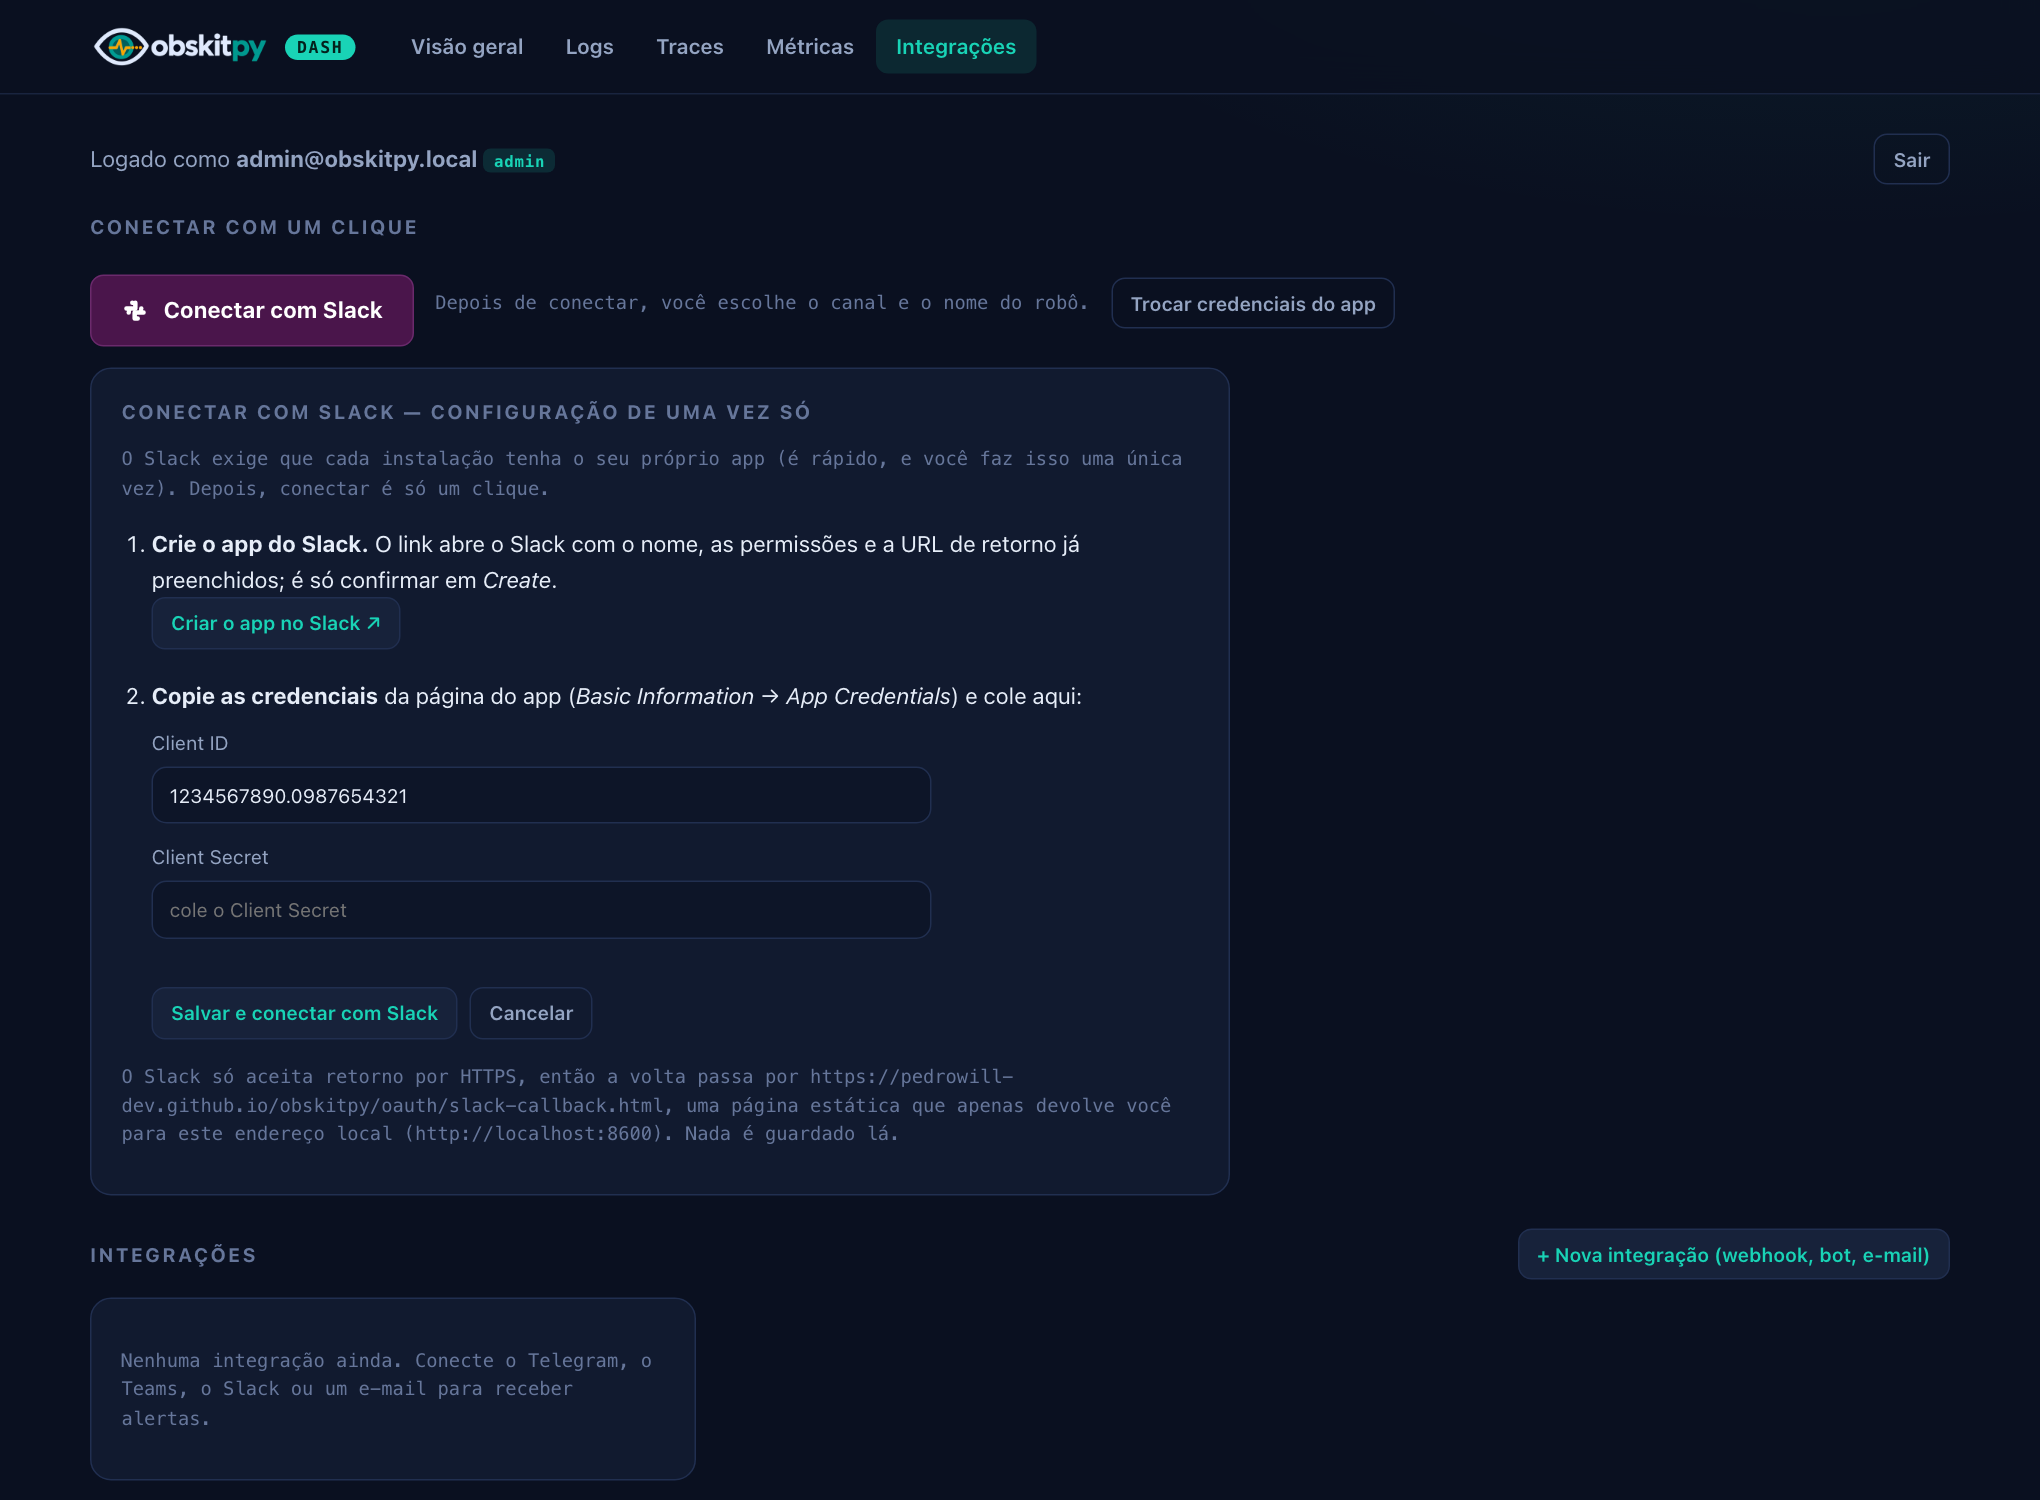 obskitpy DASH Visão geral Logs Traces Métricas Integrações
Logado como admin@obskitpy.local admin Sair
CONECTAR COM UM CLIQUE
Conectar com Slack Depois de conectar, você escolhe o canal e o nome do robô. Trocar credenciais do app
CONECTAR COM SLACK — CONFIGURAÇÃO DE UMA VEZ SÓ
O Slack exige que cada instalação tenha o seu próprio app (é rápido, e você faz isso uma única
vez). Depois, conectar é só um clique.
1. Crie o app do Slack. O link abre o Slack com o nome, as permissões e a URL de retorno já
preenchidos; é só confirmar em Create.
Criar o app no Slack ↗
2. Copie as credenciais da página do app (Basic Information → App Credentials) e cole aqui:
Client ID
1234567890.0987654321
Client Secret
cole o Client Secret
Salvar e conectar com Slack Cancelar
O Slack só aceita retorno por HTTPS, então a volta passa por https://pedrowill-
dev.github.io/obskitpy/oauth/slack-callback.html, uma página estática que apenas devolve você
para este endereço local (http://localhost:8600). Nada é guardado lá.
INTEGRAÇÕES + Nova integração (webhook, bot, e-mail)
Nenhuma integração ainda. Conecte o Telegram, o
Teams, o Slack ou um e-mail para receber
alertas.